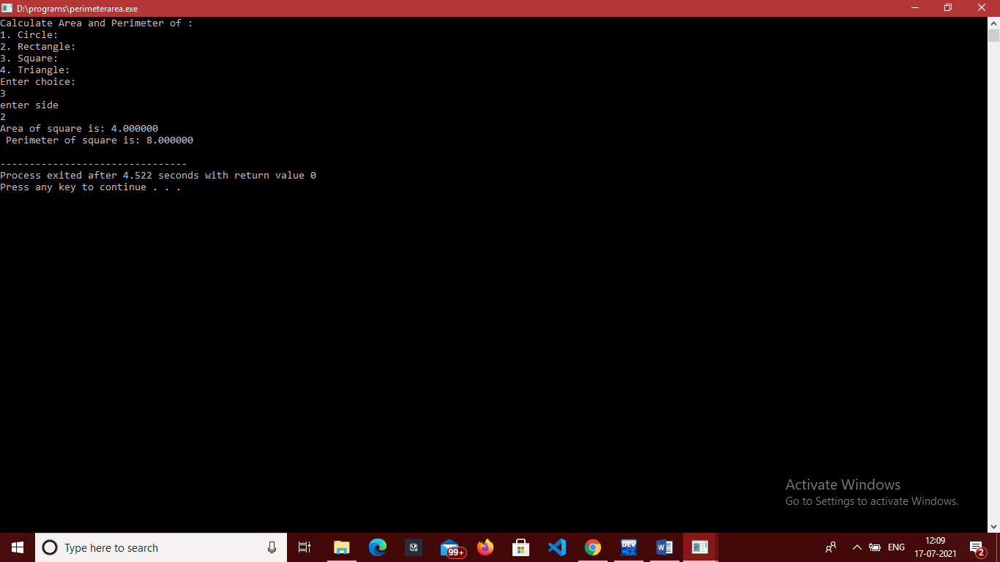 D:\programs\perimeterarea.exe
Calculate Area and Perimeter of :
1. Circle:
2. Rectangle:
3. Square:
4. Triangle:
Enter choice:
3
enter side
2
Area of square is: 4.000000
 Perimeter of square is: 8.000000
--------------------------------
Process exited after 4.522 seconds with return value 0
Press any key to continue . . .
Activate Windows
Go to Settings to activate Windows.
Type here to search
99+
DEV
ENG
12:09
17-07-2021
2